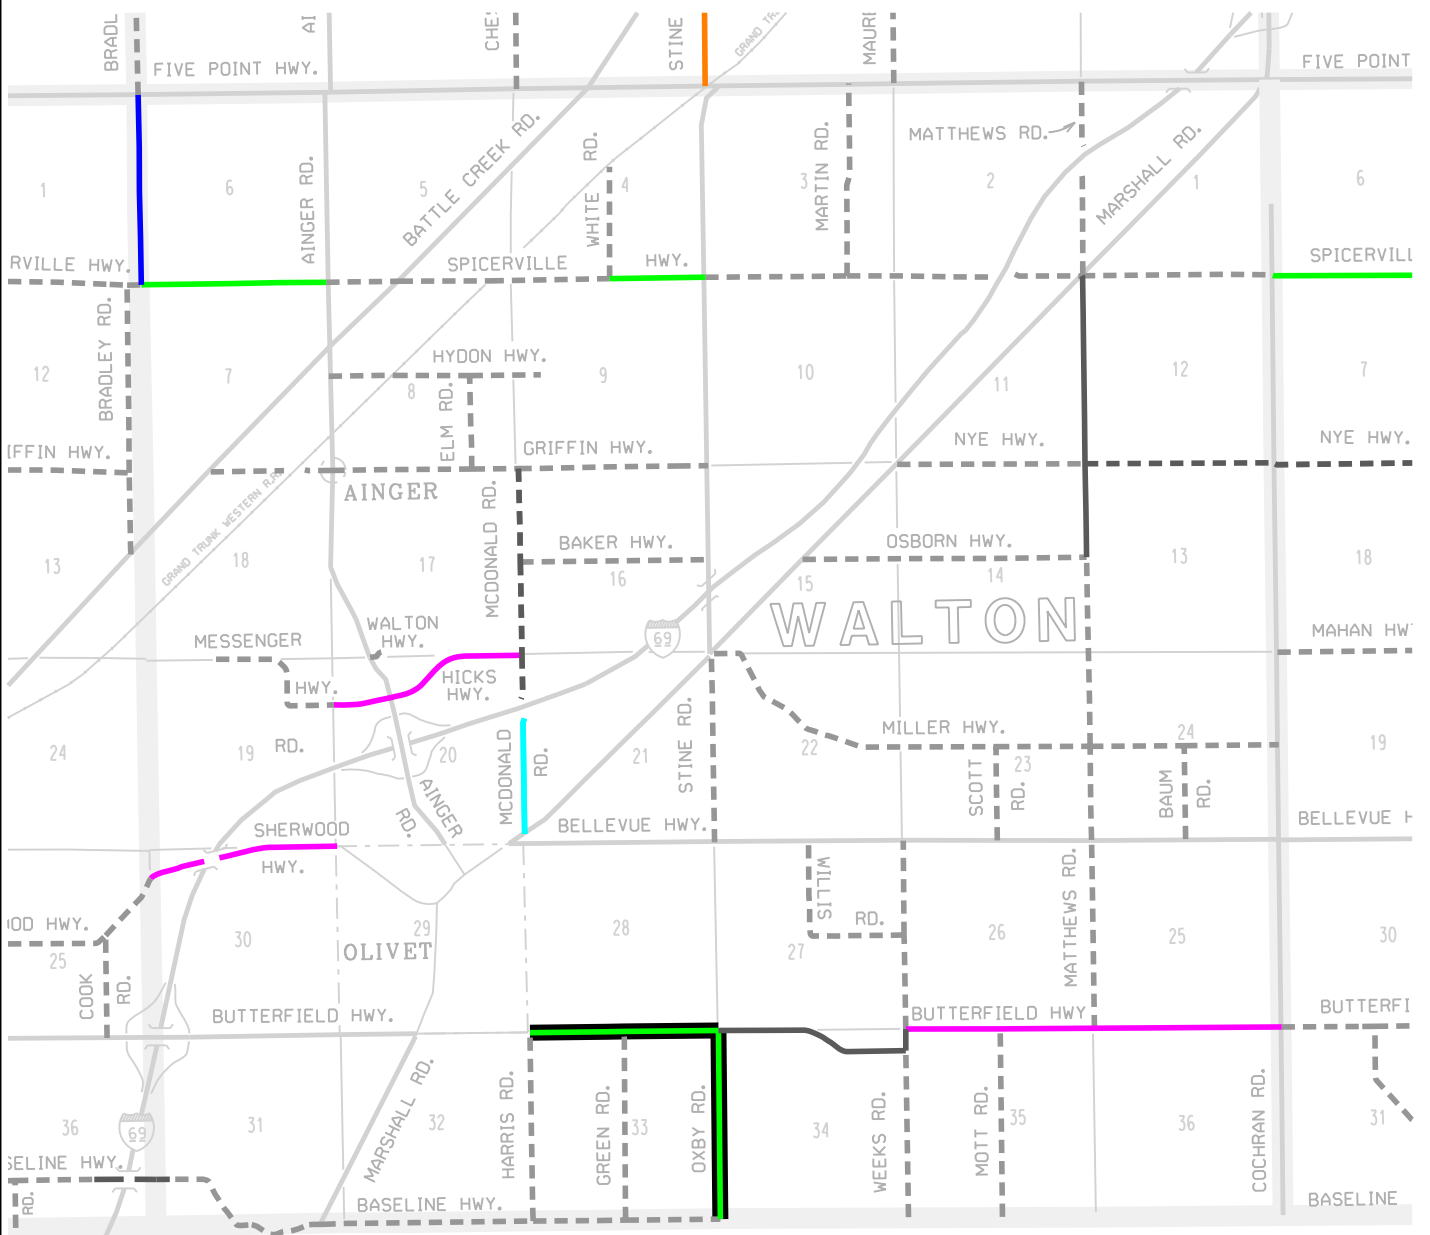 BRADL
AI
CHE
STINE
GRAND TR
MAUR
FIVE POINT HWY.
FIVE POINT
BATTLE CREEK RD.
WHITE RD.
MARTIN RD.
MATTHEWS RD.
MARSHALL RD.
AINGER RD.
1
6
5
4
3
2
1
6
RVILLE HWY.
SPICERVILLE HWY.
SPICERVILL
BRADLEY RD.
HYDON HWY.
ELM RD.
12
7
8
9
10
11
12
7
IFFIN HWY.
GRIFFIN HWY.
NYE HWY.
NYE HWY.
GRAND TRUNK WESTERN R.R.
AINGER
MCDONALD RD.
BAKER HWY.
OSBORN HWY.
13
18
17
16
15
14
13
18
WALTON
WALTON
HWY.
MESSENGER
HWY.
HICKS
HWY.
69
MAHAN HW
STINE RD.
MILLER HWY.
24
19
RD.
20
21
22
23
24
19
MCDONALD
RD.
AINGER
RD.
SCOTT
RD.
BAUM
RD.
SHERWOOD
HWY.
BELLEVUE HWY.
BELLEVUE H
WILLIS
RD.
MATTHEWS RD.
OD HWY.
25
30
29
28
27
26
25
30
OLIVET
COOK
RD.
BUTTERFIELD HWY.
BUTTERFIELD HWY
BUTTERFI
MARSHALL RD.
HARRIS RD.
GREEN RD.
OXBY RD.
WEEKS RD.
MOTT RD.
COCHRAN RD.
36
69
31
32
33
34
35
36
31
SELINE HWY.
RD.
BASELINE HWY.
BASELINE